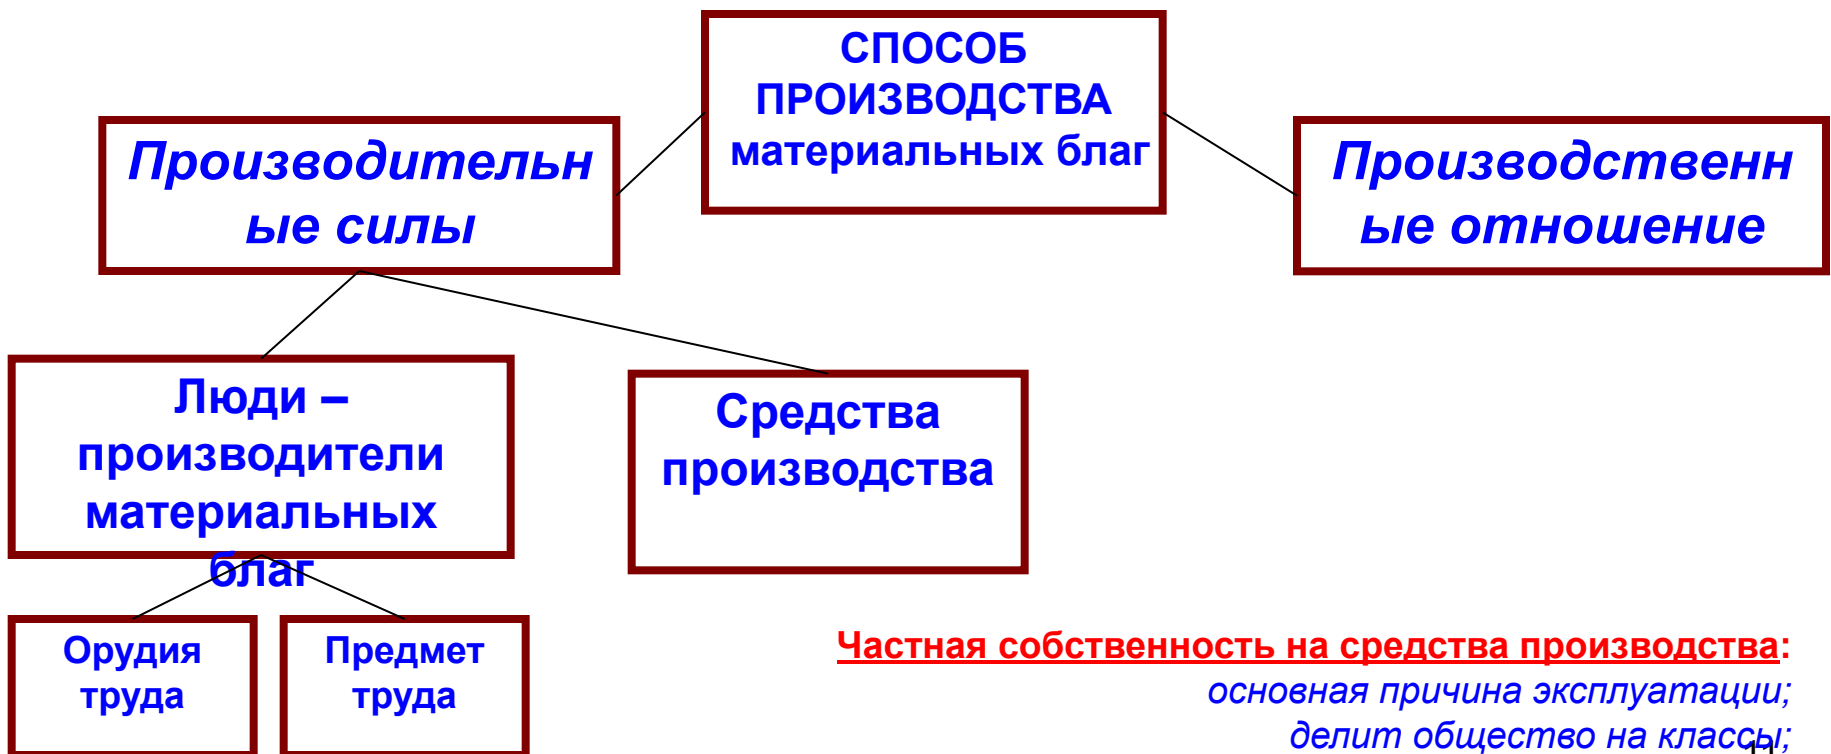 СПОСОБ
ПРОИЗВОДСТВА
материальных благ
Производительн
ые силы
Производственн
ые отношение
Люди –
производители
материальных
благ
Средства
производства
Орудия
труда
Предмет
труда
Частная собственность на средства производства:
основная причина эксплуатации;
делит общество на классы;
11